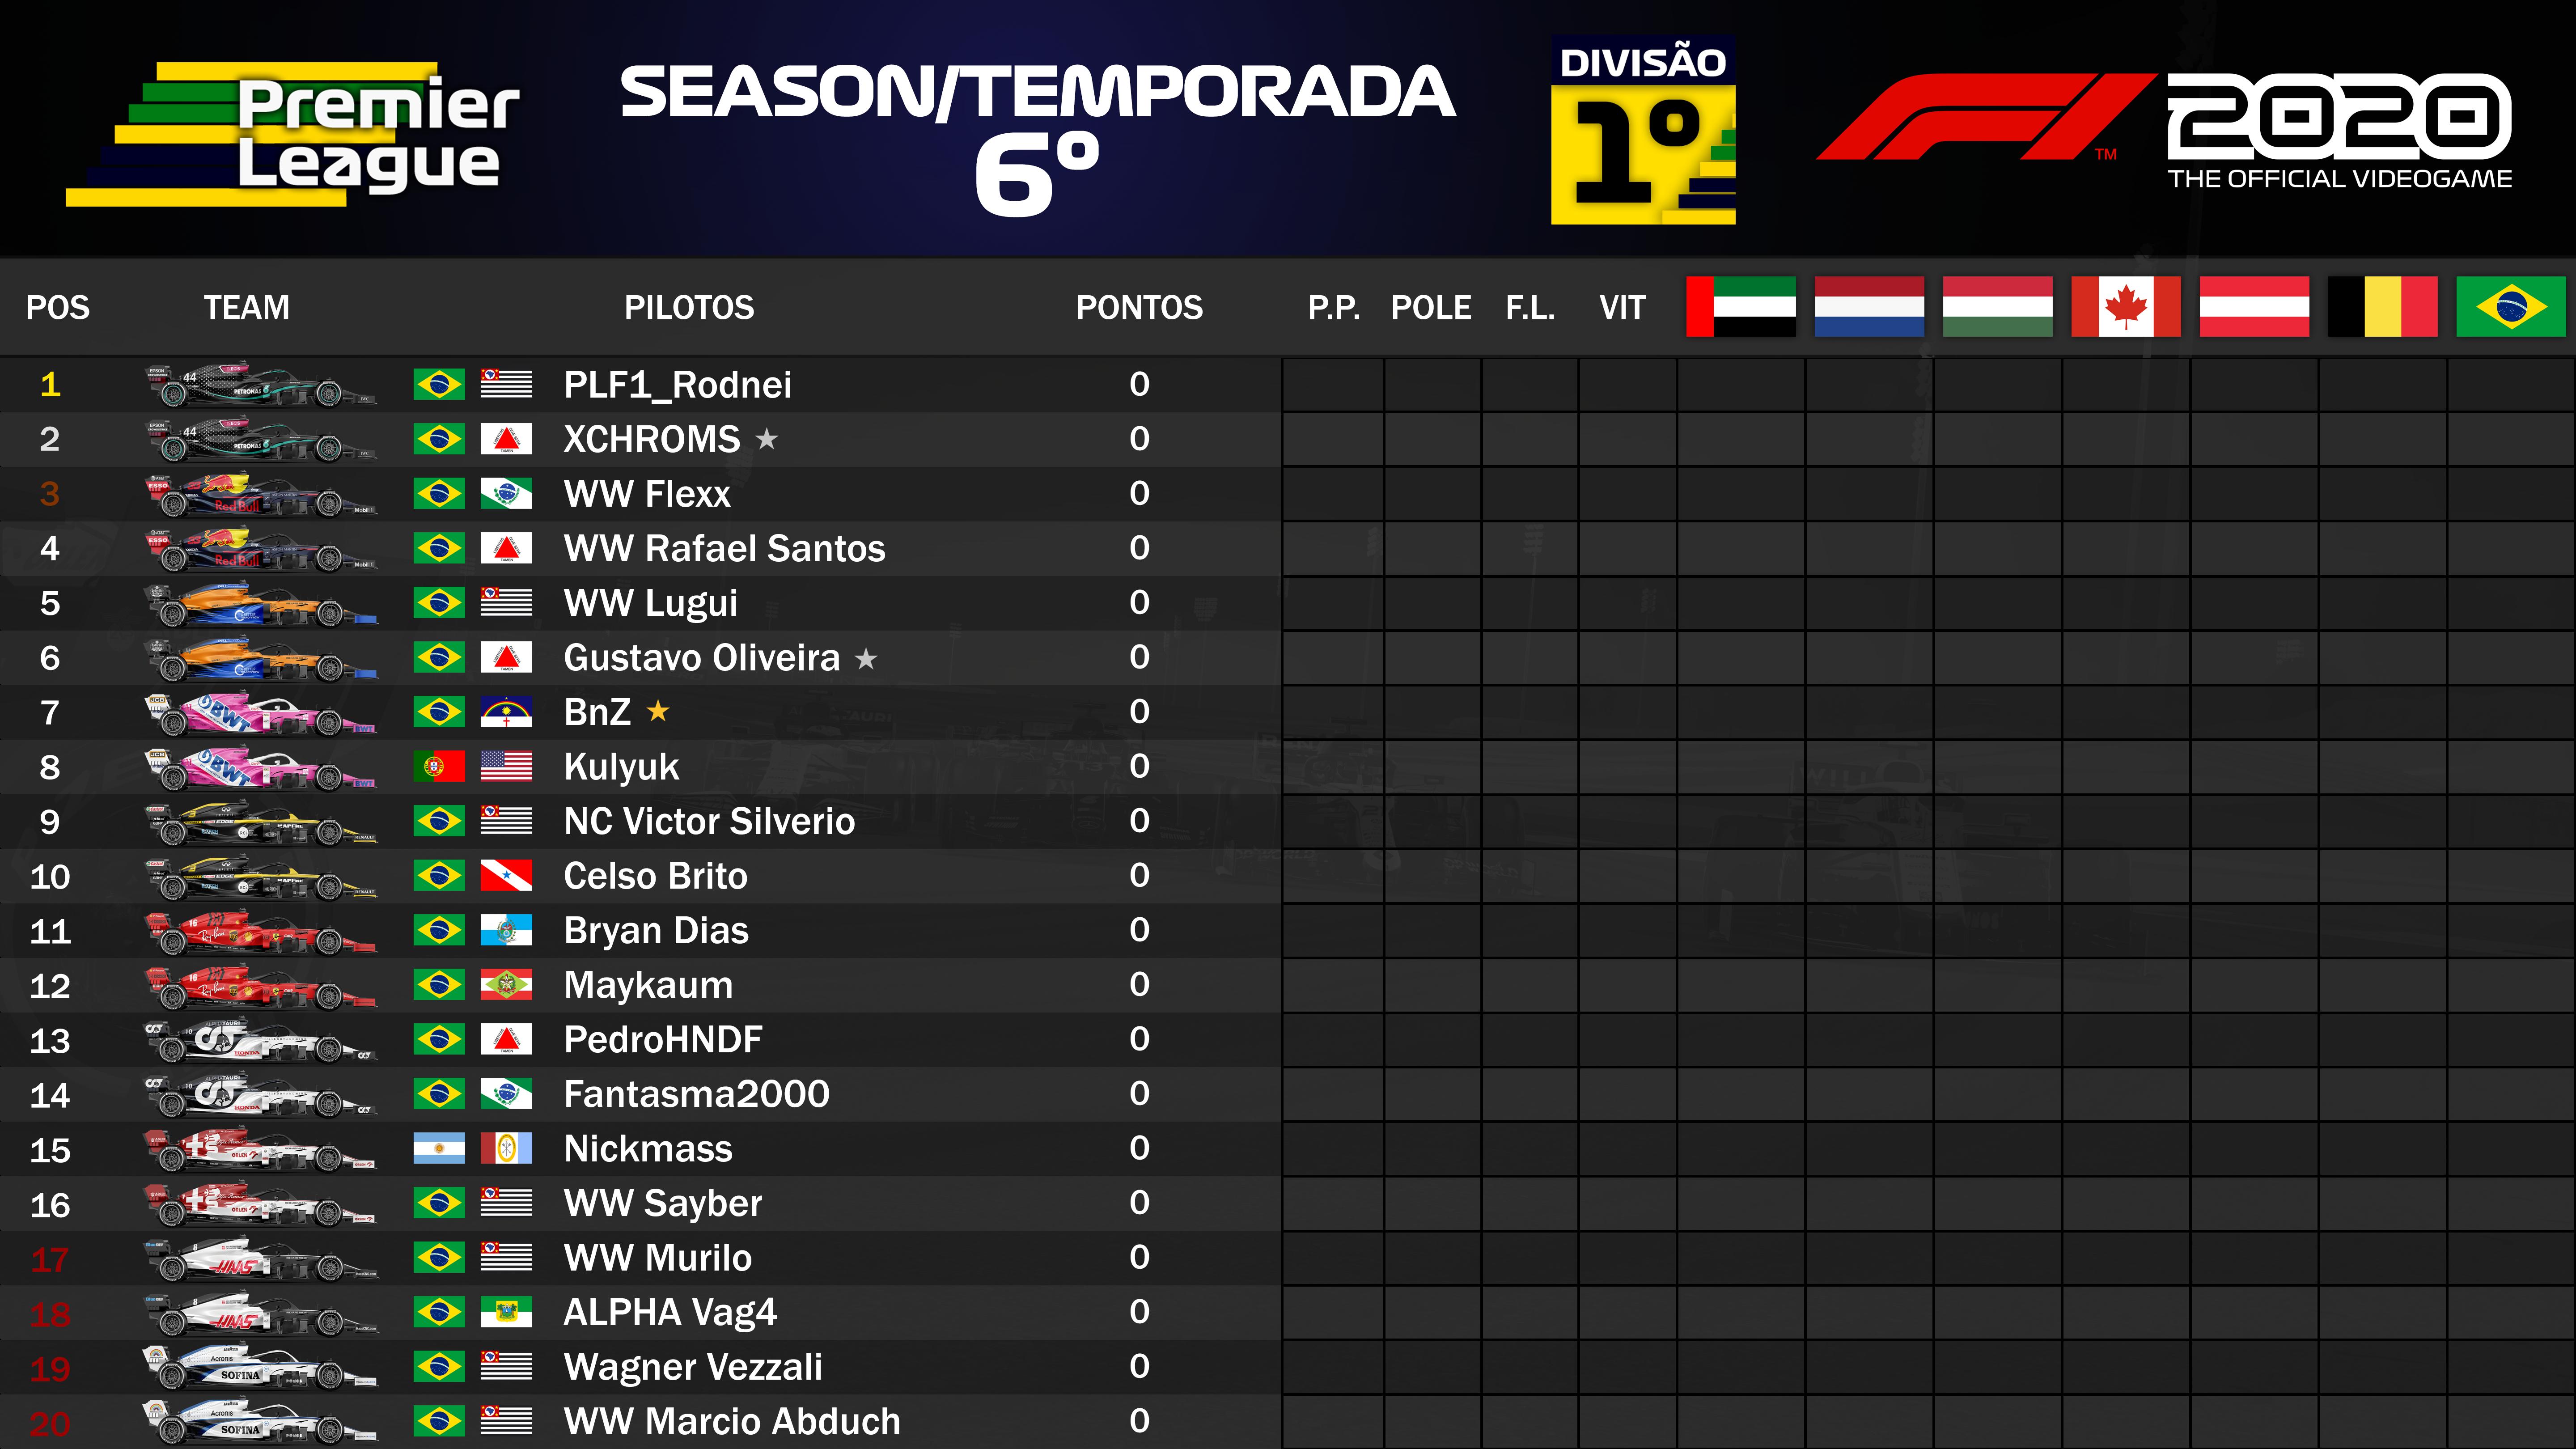 Premier
League
SEASON/TEMPORADA
6º
DIVISÃO
1º
F1 TM 2020
THE OFFICIAL VIDEOGAME
POS TEAM PILOTOS PONTOS P.P. POLE F.L. VIT
1 PLF1_Rodnei 0
2 XCHROMS ★ 0
3 WW Flexx 0
4 WW Rafael Santos 0
5 WW Lugui 0
6 Gustavo Oliveira ★ 0
7 BnZ ★ 0
8 Kulyuk 0
9 NC Victor Silverio 0
10 Celso Brito 0
11 Bryan Dias 0
12 Maykaum 0
13 PedroHNDF 0
14 Fantasma2000 0
15 Nickmass 0
16 WW Sayber 0
17 WW Murilo 0
18 ALPHA Vag4 0
19 Wagner Vezzali 0
20 WW Marcio Abduch 0